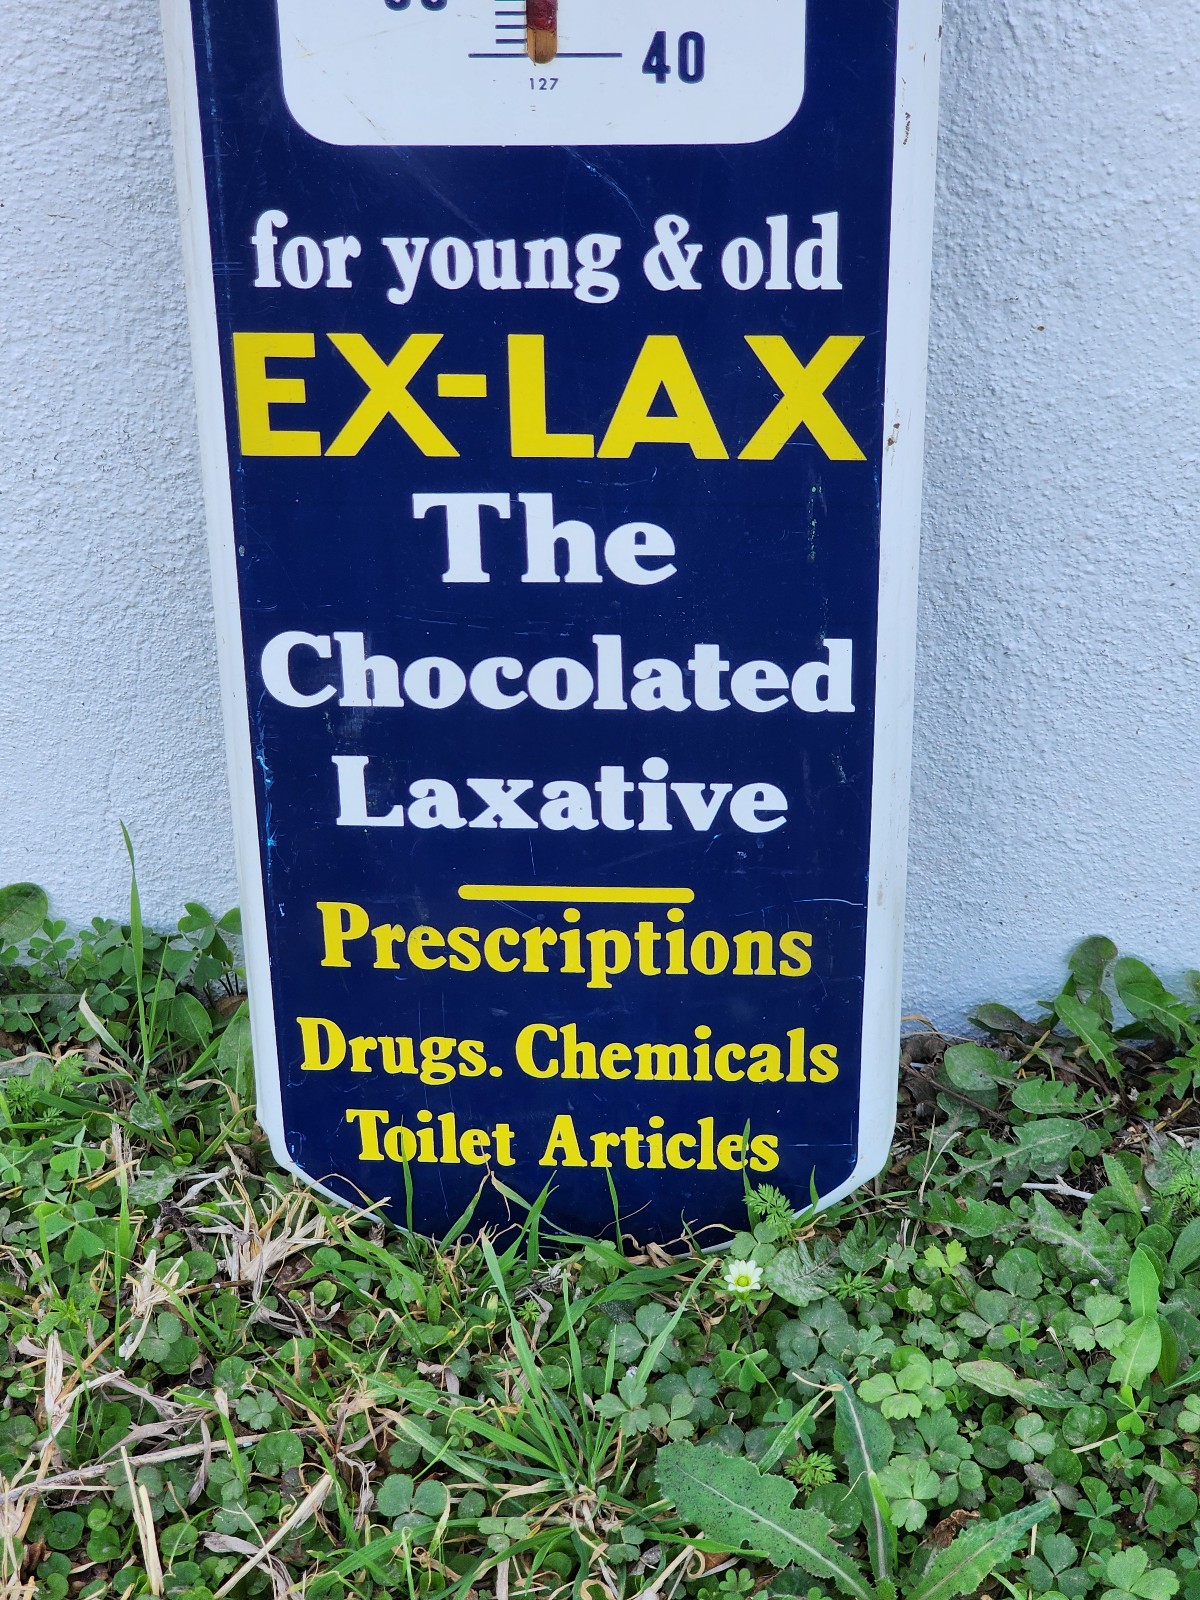 40
127
for young & old
EX-LAX
The
Chocolated
Laxative
Prescriptions
Drugs. Chemicals
Toilet Articles